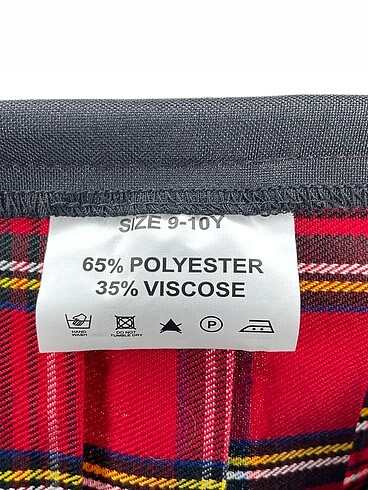 SIZE 9-10Y
65% POLYESTER
35% VISCOSE
HAND WASH
DO NOT TUMBLE DRY
P